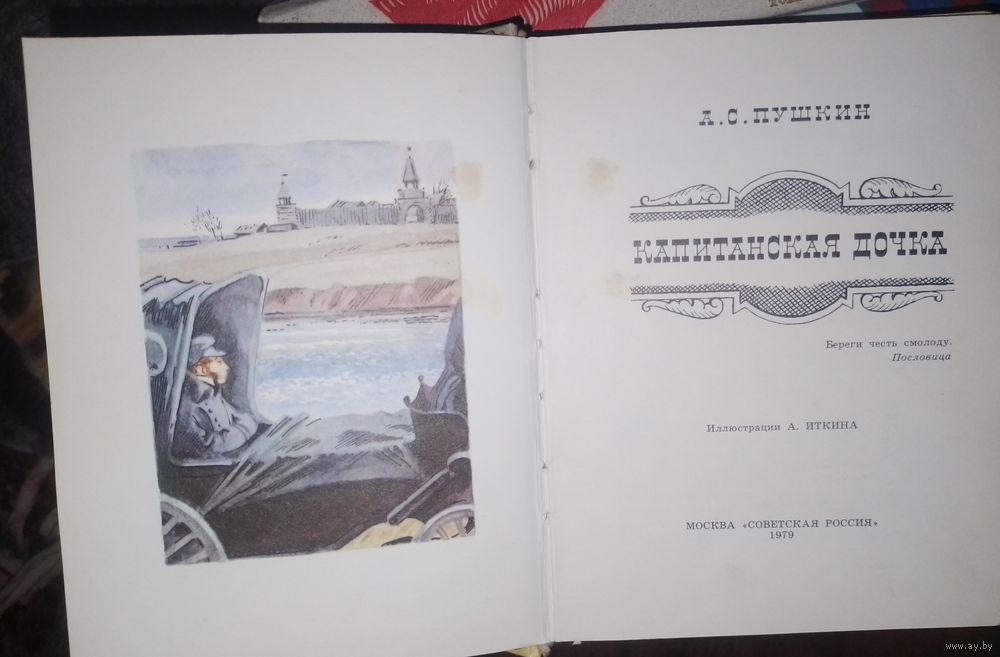 А.С.ПУШКИН
КАПИТАНСКАЯ ДОЧКА
Береги честь смолоду.
Пословица
Иллюстрации А. ИТКИНА
МОСКВА «СОВЕТСКАЯ РОССИЯ»
1979
www.ay.by